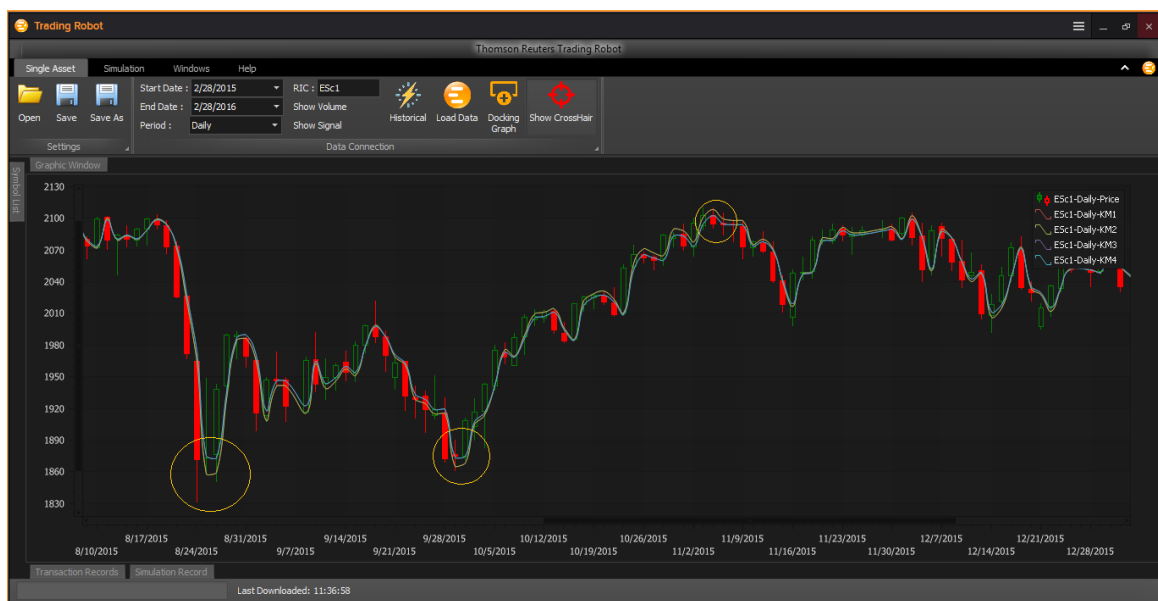 Trading Robot
Thomson Reuters Trading Robot
Single Asset Simulation Windows Help
Start Date : 2/28/2015 RIC : ESc1
End Date : 2/28/2016 Show Volume
Period : Daily Show Signal
Open Save Save As Historical Load Data Docking Graph Show CrossHair
Settings Data Connection
Symbol List
Graphic Window
2130
2100
2070
2040
2010
1980
1950
1920
1890
1860
1830
ESc1-Daily-Price
ESc1-Daily-KM1
ESc1-Daily-KM2
ESc1-Daily-KM3
ESc1-Daily-KM4
8/17/2015 8/31/2015 9/14/2015 9/28/2015 10/12/2015 10/26/2015 11/9/2015 11/23/2015 12/7/2015 12/21/2015
8/10/2015 8/24/2015 9/7/2015 9/21/2015 10/5/2015 10/19/2015 11/2/2015 11/16/2015 11/30/2015 12/14/2015 12/28/2015
Transaction Records Simulation Record
Last Downloaded: 11:36:58